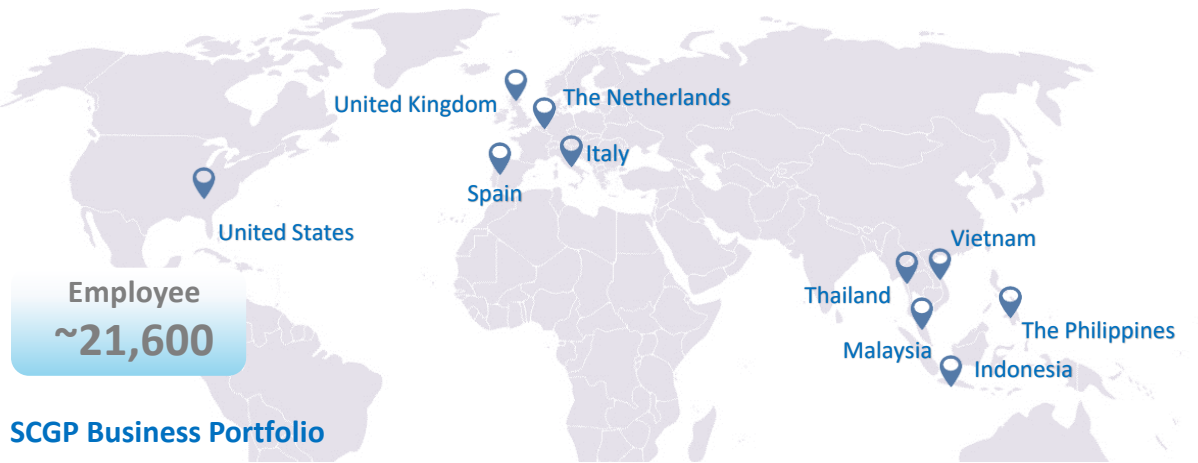 United Kingdom
The Netherlands
Italy
Spain
United States
Vietnam
Thailand
The Philippines
Malaysia
Indonesia
Employee
~21,600
SCGP Business Portfolio